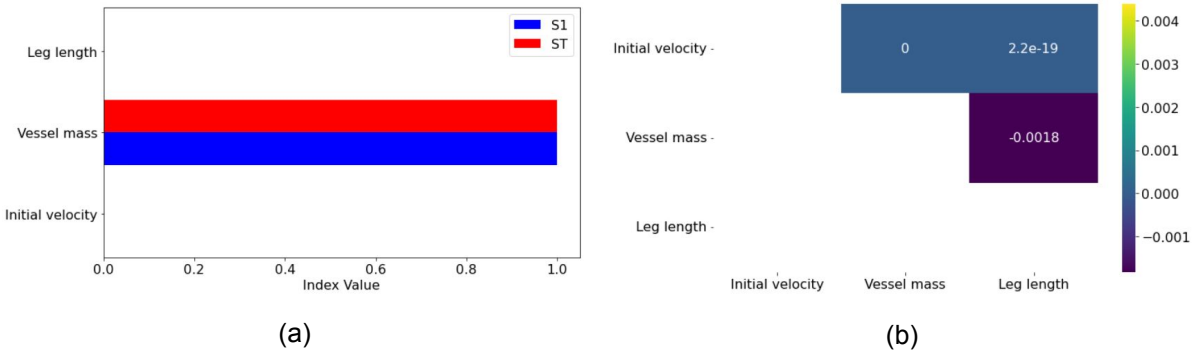 S1
ST
Leg length
Vessel mass
Initial velocity
0.0 0.2 0.4 0.6 0.8 1.0
Index Value
(a)
Initial velocity
0 2.2e-19
Vessel mass
-0.0018
Leg length
Initial velocity Vessel mass Leg length
0.004
0.003
0.002
0.001
0.000
−0.001
(b)